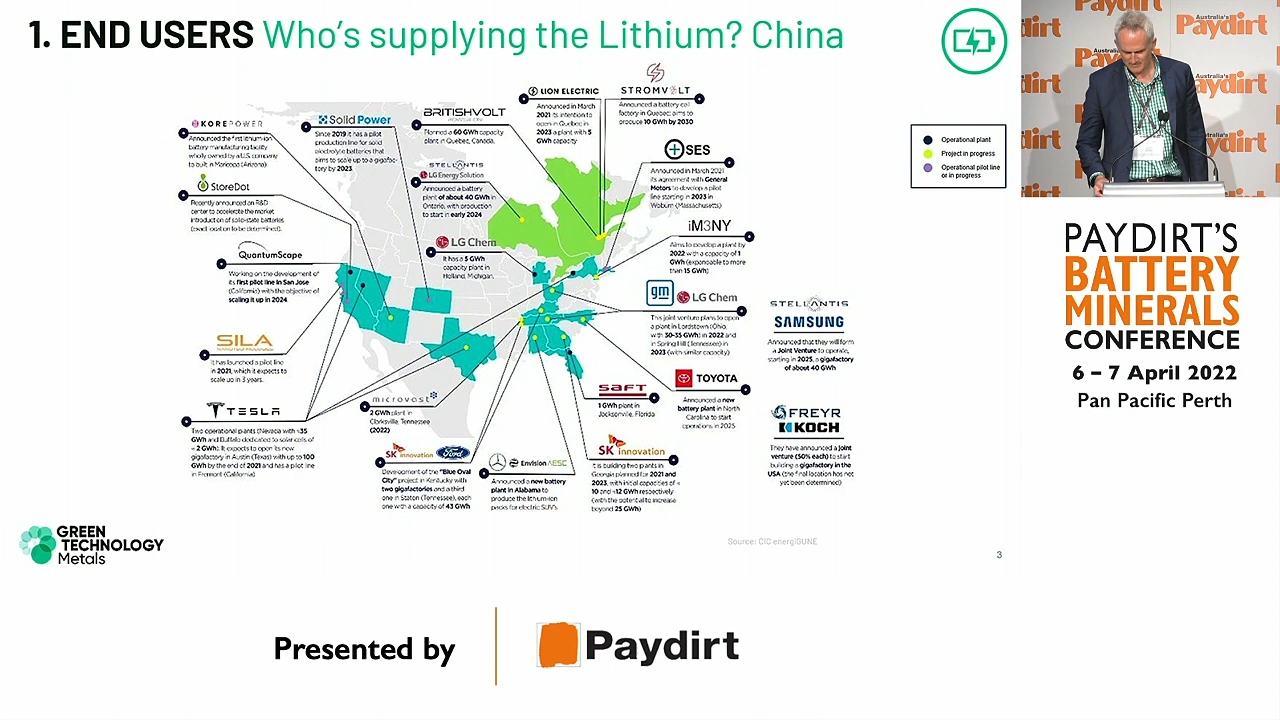 1. END USERS Who's supplying the Lithium? China
KOREPOWER
Announced the first lithium-ion
battery manufacturing facility
wholly owned by a U.S. company
to built in Maricopa (Arizona).
Solid Power
Since 2019 it has a pilot
production line for solid
electrolyte batteries that
aims to scale up to a gigafac-
tory by 2023.
BRITISHVOLT
Planned a 60 GWh capacity
plant in Quebec, Canada.
LION ELECTRIC
Announced in March
2021 its intention to
open in Quebec in
2023 a plant with 5
GWh capacity
STROMVOLT
Announced a battery cell
factory in Quebec; aims to
produce 10 GWh by 2030
StoreDot
Recently announced an R&D
center to accelerate the market
introduction of solid-state batteries
(exact location to be determined).
STELLANTIS
LG Energy Solution
Announced a battery
plant of about 40 GWh in
Ontario, with production
to start in early 2024
SES
Announced in March 2021
its agreement with General
Motors to develop a pilot
line starting in 2023 in
Woburn (Massachusetts)
QuantumScape
Working on the development of
its first pilot line in San Jose
(California) with the objective of
scaling it up in 2024.
LG Chem
It has a 5 GWh
capacity plant in
Holland, Michigan.
iM3NY
Aims to develop a plant by
2022 with a capacity of 1
GWh (expandable to more
than 15 GWh)
gm LG Chem
This joint venture plans to open
a plant in Lordstown (Ohio,
with 30-35 GWh) in 2022 and
in Spring Hill (Tennessee) in
2023 (with similar capacity)
STELLANTIS
SAMSUNG
Announced that they will form
a Joint Venture to operate,
starting in 2025, a gigafactory
of about 40 GWh
SILA
It has launched a pilot line
in 2021, which it expects to
scale up in 3 years.
TESLA
Two operational plants (Nevada with ≈35
GWh and Buffalo dedicated to solar cells of
≈ 2 GWh). It expects to open its new
gigafactory in Austin (Texas) with up to 100
GWh by the end of 2021 and has a pilot line
in Fremont (California)
microvast
2 GWh plant in
Clarksville, Tennessee
(2022)
SAFT
1 GWh plant in
Jacksonville, Florida
TOYOTA
Announced a new
battery plant in North
Carolina to start
operations in 2025
FREYR
KOCH
They have announced a joint
venture (50% each) to start
building a gigafactory in the
USA (the final location has not
yet been determined)
SK innovation Ford
Development of the "Blue Oval
City" project in Kentucky with
two gigafactories and a third
one in Staton (Tennessee), each
one with a capacity of 43 GWh
Envision AESC
Announced a new battery
plant in Alabama to
produce the lithium-ion
packs for electric SUV's.
SK innovation
It is building two plants in
Georgia planned for 2021 and
2023, with initial capacities of ≈
10 and ≈12 GWh respectively
(with the potential to increase
beyond 25 GWh)
Operational plant
Project in progress
Operational pilot line
or in progress
Source: CIC energiGUNE
3
GREEN
TECHNOLOGY
Metals
Australia's
Paydirt
PAYDIRT'S
BATTERY
MINERALS
CONFERENCE
6 – 7 April 2022
Pan Pacific Perth
Presented by
Paydirt